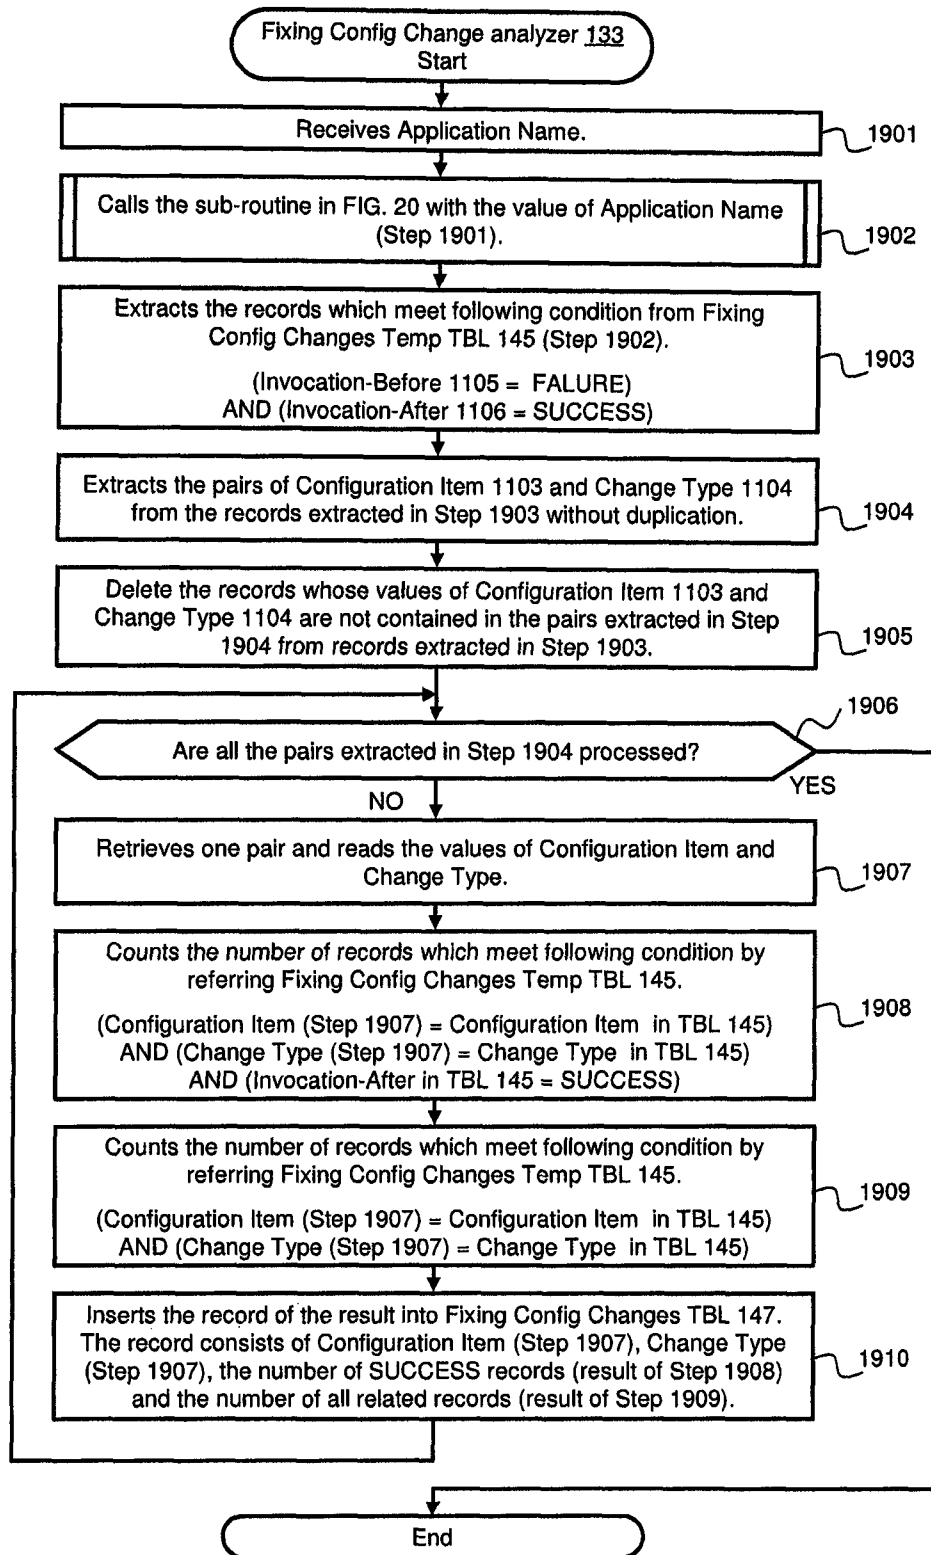 Fixing Config Change analyzer 133
Start
Receives Application Name.
1901
Calls the sub-routine in FIG. 20 with the value of Application Name
(Step 1901).
1902
Extracts the records which meet following condition from Fixing
Config Changes Temp TBL 145 (Step 1902).
(Invocation-Before 1105 = FALURE)
AND (Invocation-After 1106 = SUCCESS)
1903
Extracts the pairs of Configuration Item 1103 and Change Type 1104
from the records extracted in Step 1903 without duplication.
1904
Delete the records whose values of Configuration Item 1103 and
Change Type 1104 are not contained in the pairs extracted in Step
1904 from records extracted in Step 1903.
1905
1906
Are all the pairs extracted in Step 1904 processed?
YES
NO
Retrieves one pair and reads the values of Configuration Item and
Change Type.
1907
Counts the number of records which meet following condition by
referring Fixing Config Changes Temp TBL 145.
(Configuration Item (Step 1907) = Configuration Item in TBL 145)
AND (Change Type (Step 1907) = Change Type in TBL 145)
AND (Invocation-After in TBL 145 = SUCCESS)
1908
Counts the number of records which meet following condition by
referring Fixing Config Changes Temp TBL 145.
(Configuration Item (Step 1907) = Configuration Item in TBL 145)
AND (Change Type (Step 1907) = Change Type in TBL 145)
1909
Inserts the record of the result into Fixing Config Changes TBL 147.
The record consists of Configuration Item (Step 1907), Change Type
(Step 1907), the number of SUCCESS records (result of Step 1908)
and the number of all related records (result of Step 1909).
1910
End